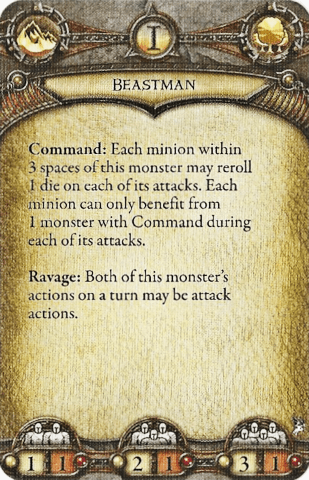 I
BEASTMAN
Command: Each minion within
3 spaces of this monster may reroll
1 die on each of its attacks. Each
minion can only benefit from
1 monster with Command during
each of its attacks.
Ravage: Both of this monster's
actions on a turn may be attack
actions.
1 1 2 1 3 1